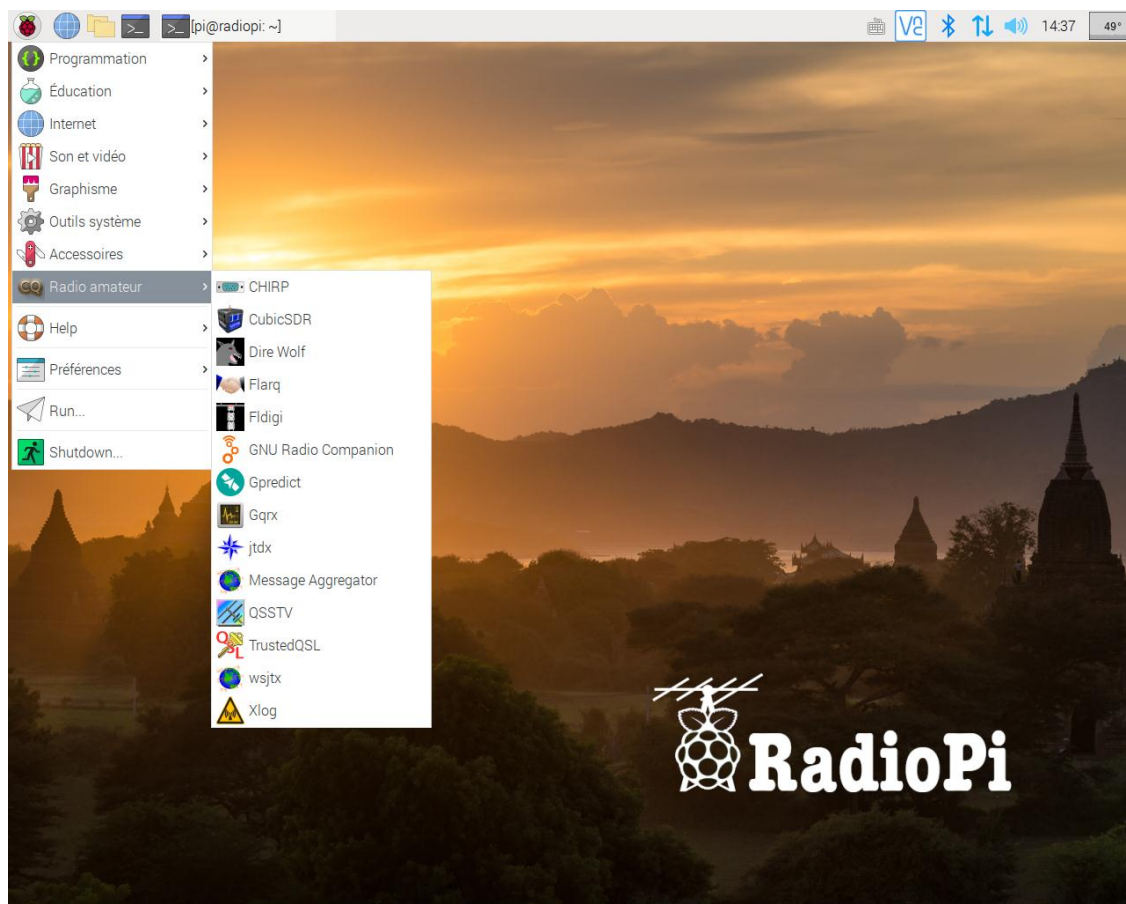 [pi@radiopi: ~]
14:37
49°
Programmation
Éducation
Internet
Son et vidéo
Graphisme
Outils système
Accessoires
Radio amateur
Help
Préférences
Run...
Shutdown...
CHIRP
CubicSDR
Dire Wolf
Flarq
Fldigi
GNU Radio Companion
Gpredict
Gqrx
jtdx
Message Aggregator
QSSTV
TrustedQSL
wsjtx
Xlog
RadioPi